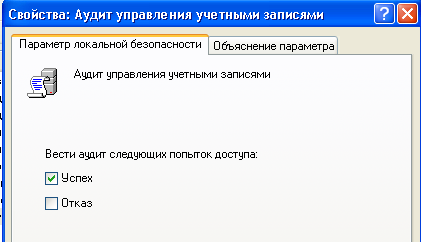 Свойства: Аудит управления учетными записями
Параметр локальной безопасности
Объяснение параметра
Аудит управления учетными записями
Вести аудит следующих попыток доступа:
Успех
Отказ